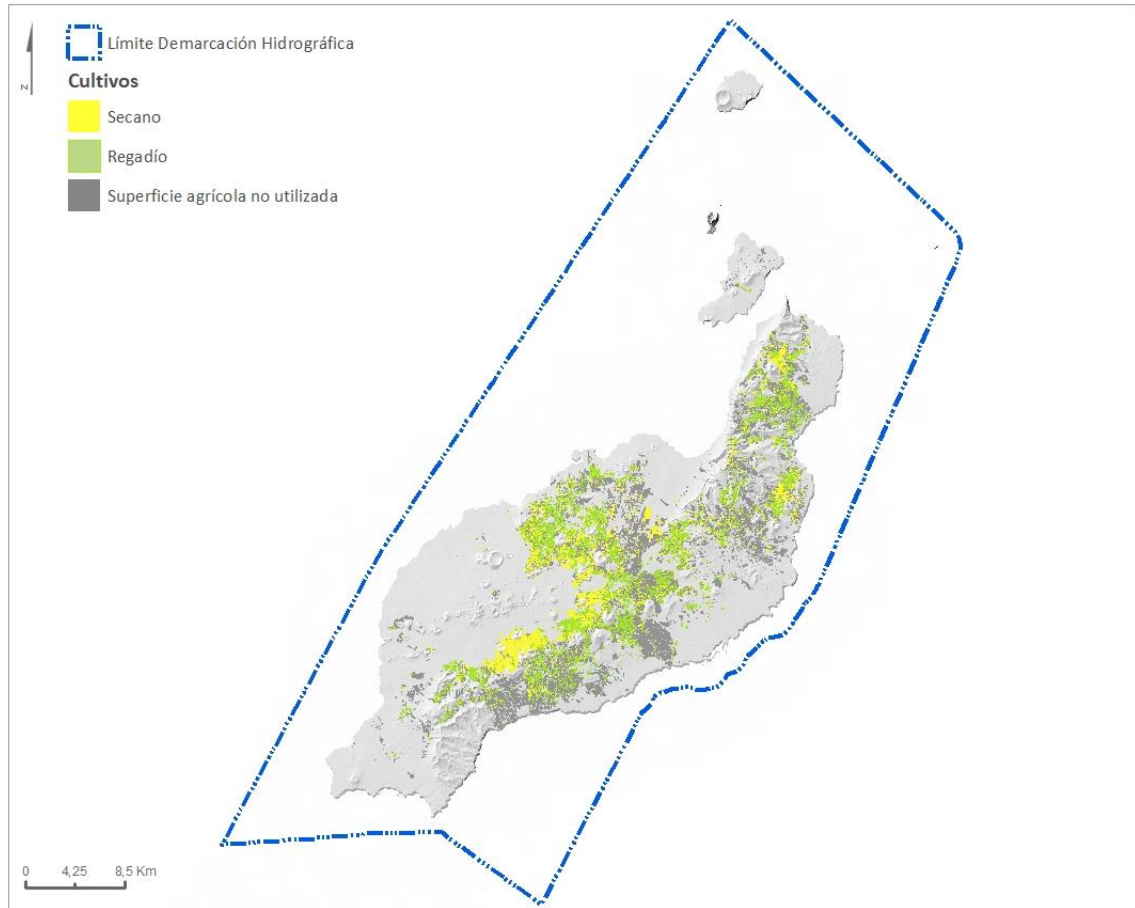 Límite Demarcación Hidrográfica
Cultivos
Secano
Regadío
Superficie agrícola no utilizada
N
0 4,25 8,5 Km